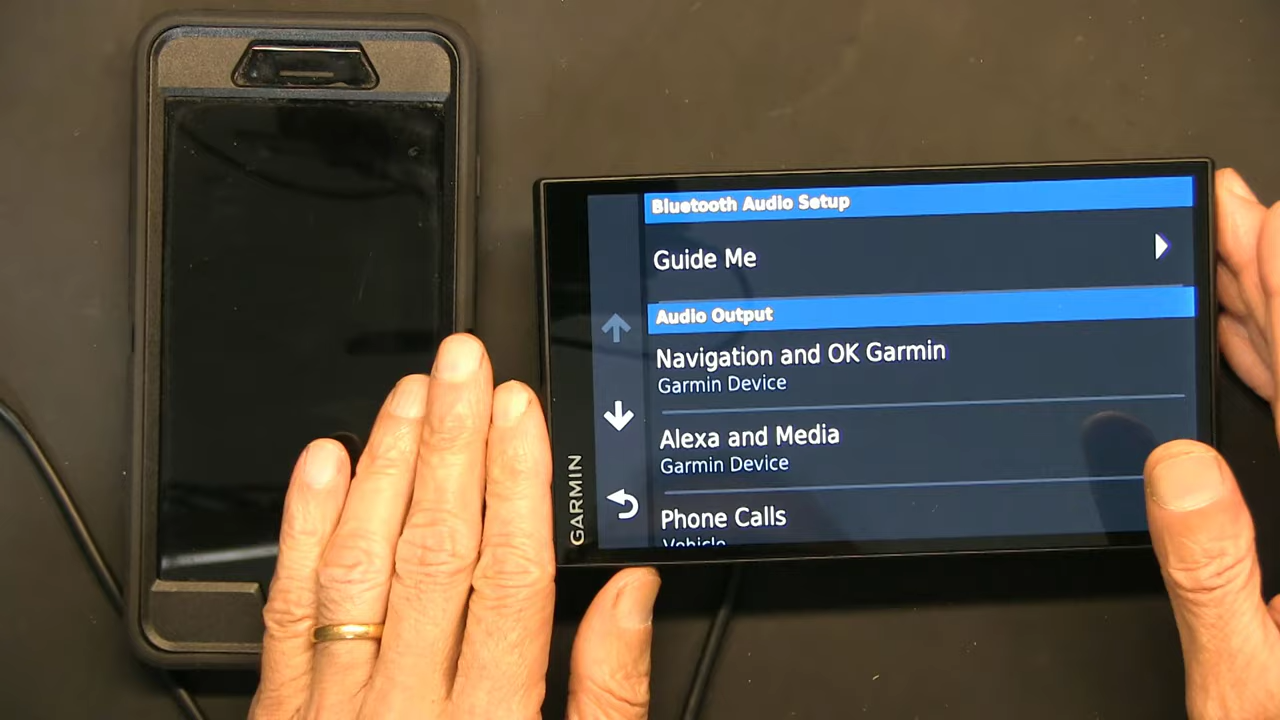 Bluetooth Audio Setup
Guide Me
Audio Output
Navigation and OK Garmin
Garmin Device
Alexa and Media
Garmin Device
Phone Calls
Vehicle
GARMIN